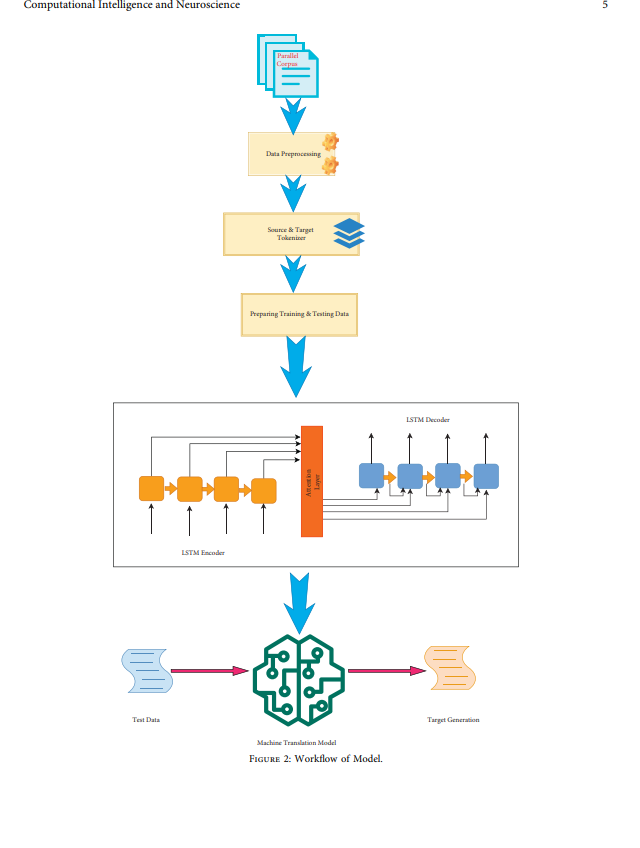 Computational Intelligence and Neuroscience 5
Parallel
Corpus
Data Preprocessing
Source & Target
Tokenizer
Preparing Training & Testing Data
LSTM Decoder
Attention
Layer
LSTM Encoder
Test Data
Target Generation
Machine Translation Model
Figure 2: Workflow of Model.